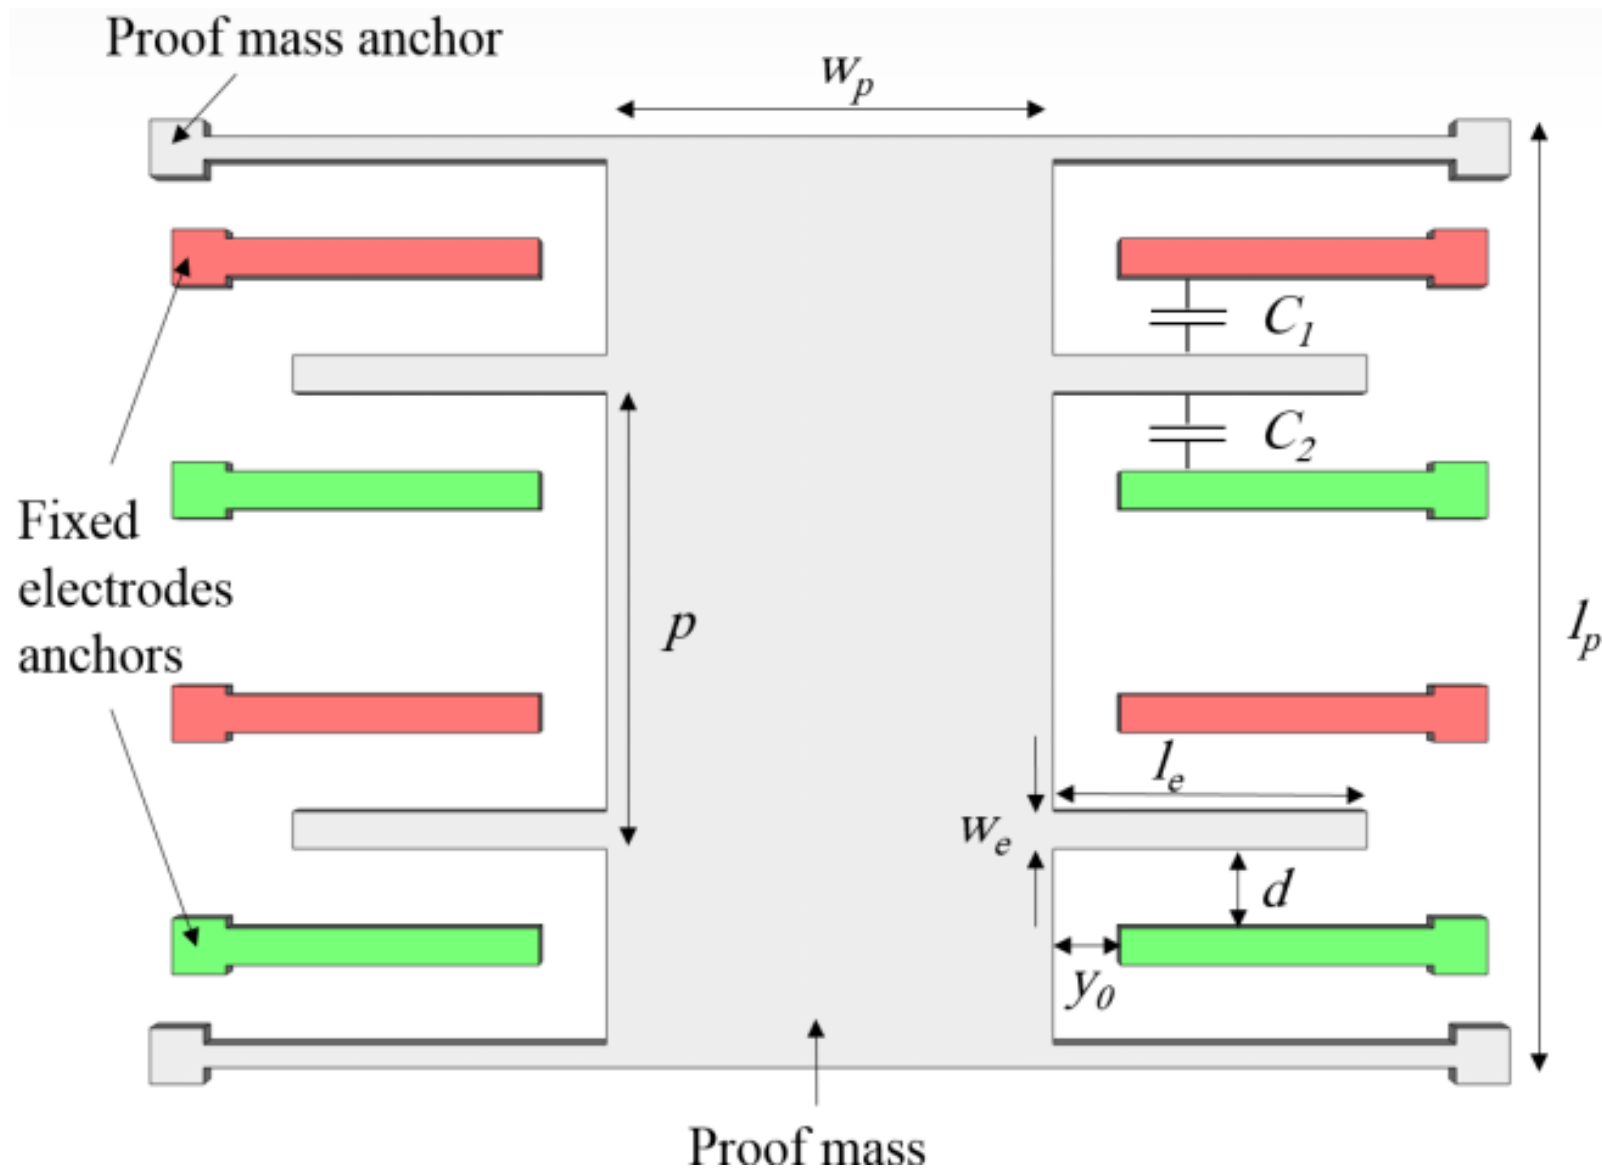 Proof mass anchor
w_p
C_1
C_2
Fixed
electrodes
anchors
p
l_p
l_e
w_e
d
y_0
Proof mass